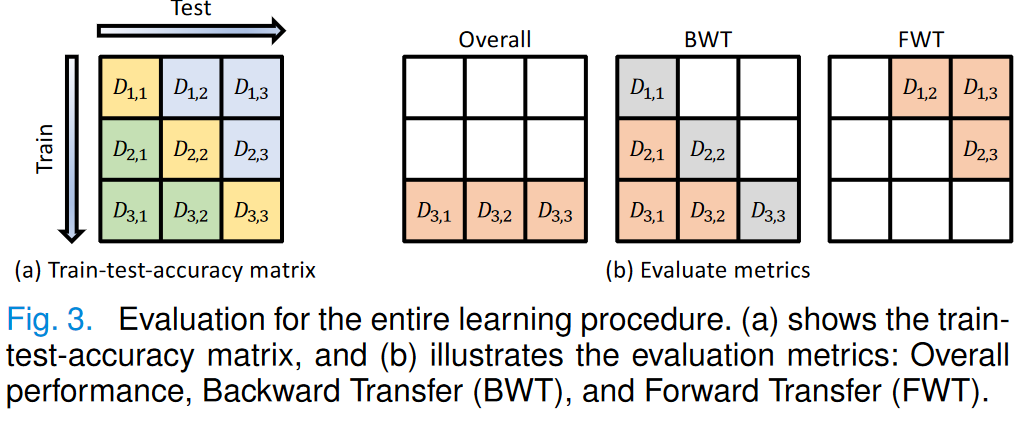 Test
Overall BWT FWT
Train
D1,1 D1,2 D1,3 D1,1 D1,2 D1,3
D2,1 D2,2 D2,3 D2,1 D2,2 D2,3
D3,1 D3,2 D3,3 D3,1 D3,2 D3,3 D3,1 D3,2 D3,3
(a) Train-test-accuracy matrix (b) Evaluate metrics
Fig. 3. Evaluation for the entire learning procedure. (a) shows the train-
test-accuracy matrix, and (b) illustrates the evaluation metrics: Overall
performance, Backward Transfer (BWT), and Forward Transfer (FWT).